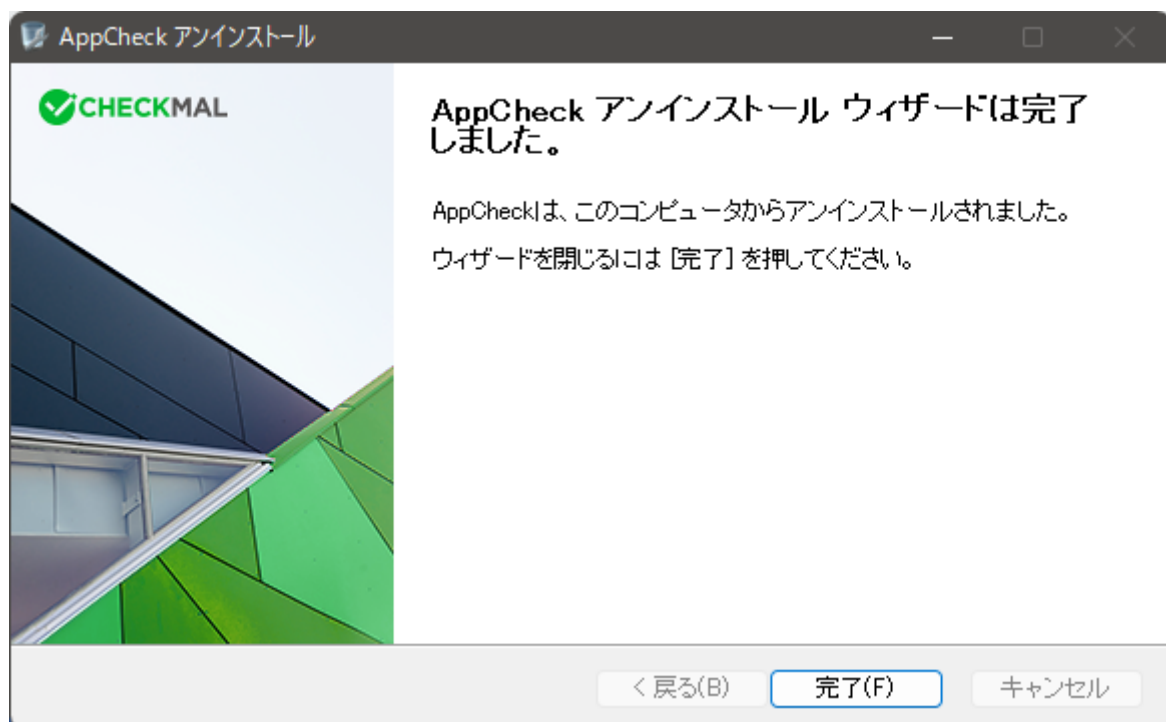 AppCheck アンインストール
CHECKMAL
AppCheck アンインストール ウィザードは完了
しました。
AppCheckは、このコンピュータからアンインストールされました。
ウィザードを閉じるには [完了] を押してください。
< 戻る(B)
完了(F)
キャンセル